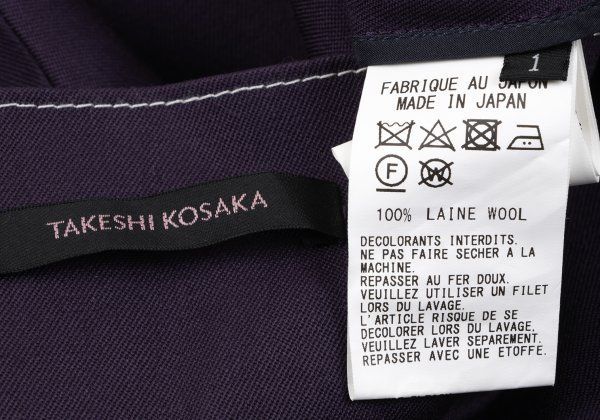 1
FABRIQUE AU JAPON
MADE IN JAPAN
F
W
100% LAINE WOOL
DECOLORANTS INTERDITS.
NE PAS FAIRE SECHER A LA
MACHINE.
REPASSER AU FER DOUX.
VEUILLEZ UTILISER UN FILET
LORS DU LAVAGE.
L'ARTICLE RISQUE DE SE
DECOLORER LORS DU LAVAGE,
VEUILLEZ LAVER SEPAREMENT.
REPASSER AVEC UNE ETOFFE.
TAKESHI KOSAKA